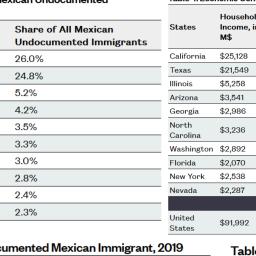 exican Undocumented
Share of All Mexican
Undocumented Immigrants
26.0%
24.8%
5.2%
4.2%
3.5%
3.3%
3.0%
2.8%
2.4%
2.3%
States
Househol
Income, i
M$
California $25,128
Texas $21,549
Illinois $5,258
Arizona $3,541
Georgia $2,986
North
Carolina $3,236
Washington $2,892
Florida $2,070
New York $2,538
Nevada $2,287
United
States $91,992
cumented Mexican Immigrant, 2019
Table